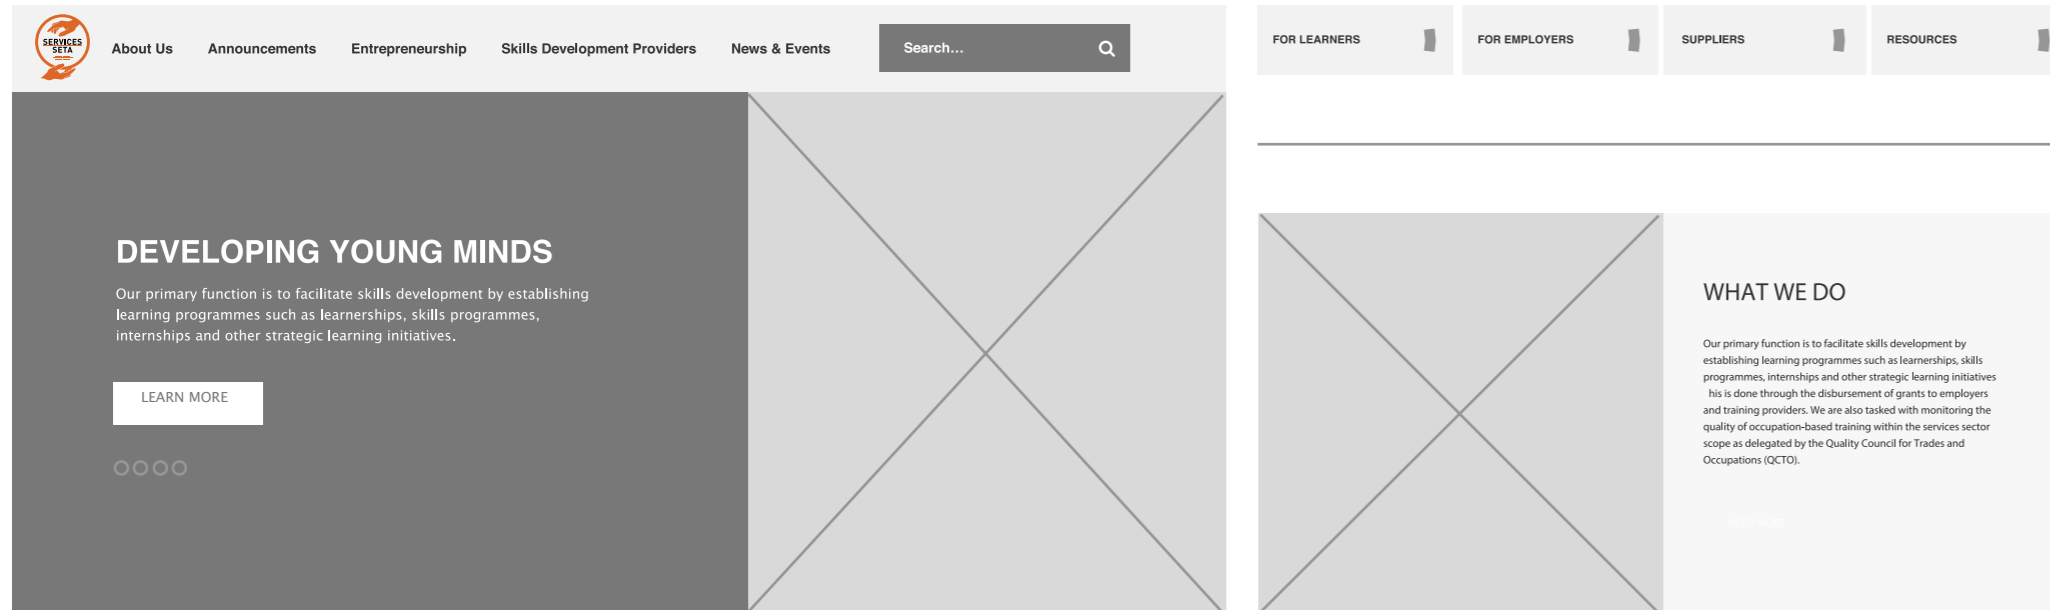 SERVICES
SETA
About Us
Announcements
Entrepreneurship
Skills Development Providers
News & Events
Search...
DEVELOPING YOUNG MINDS
Our primary function is to facilitate skills development by establishing
learning programmes such as learnerships, skills programmes,
internships and other strategic learning initiatives.
LEARN MORE
FOR LEARNERS
FOR EMPLOYERS
SUPPLIERS
RESOURCES
WHAT WE DO
Our primary function is to facilitate skills development by
establishing learning programmes such as learnerships, skills
programmes, internships and other strategic learning initiatives
his is done through the disbursement of grants to employers
and training providers. We are also tasked with monitoring the
quality of occupation-based training within the services sector
scope as delegated by the Quality Council for Trades and
Occupations (QCTO).